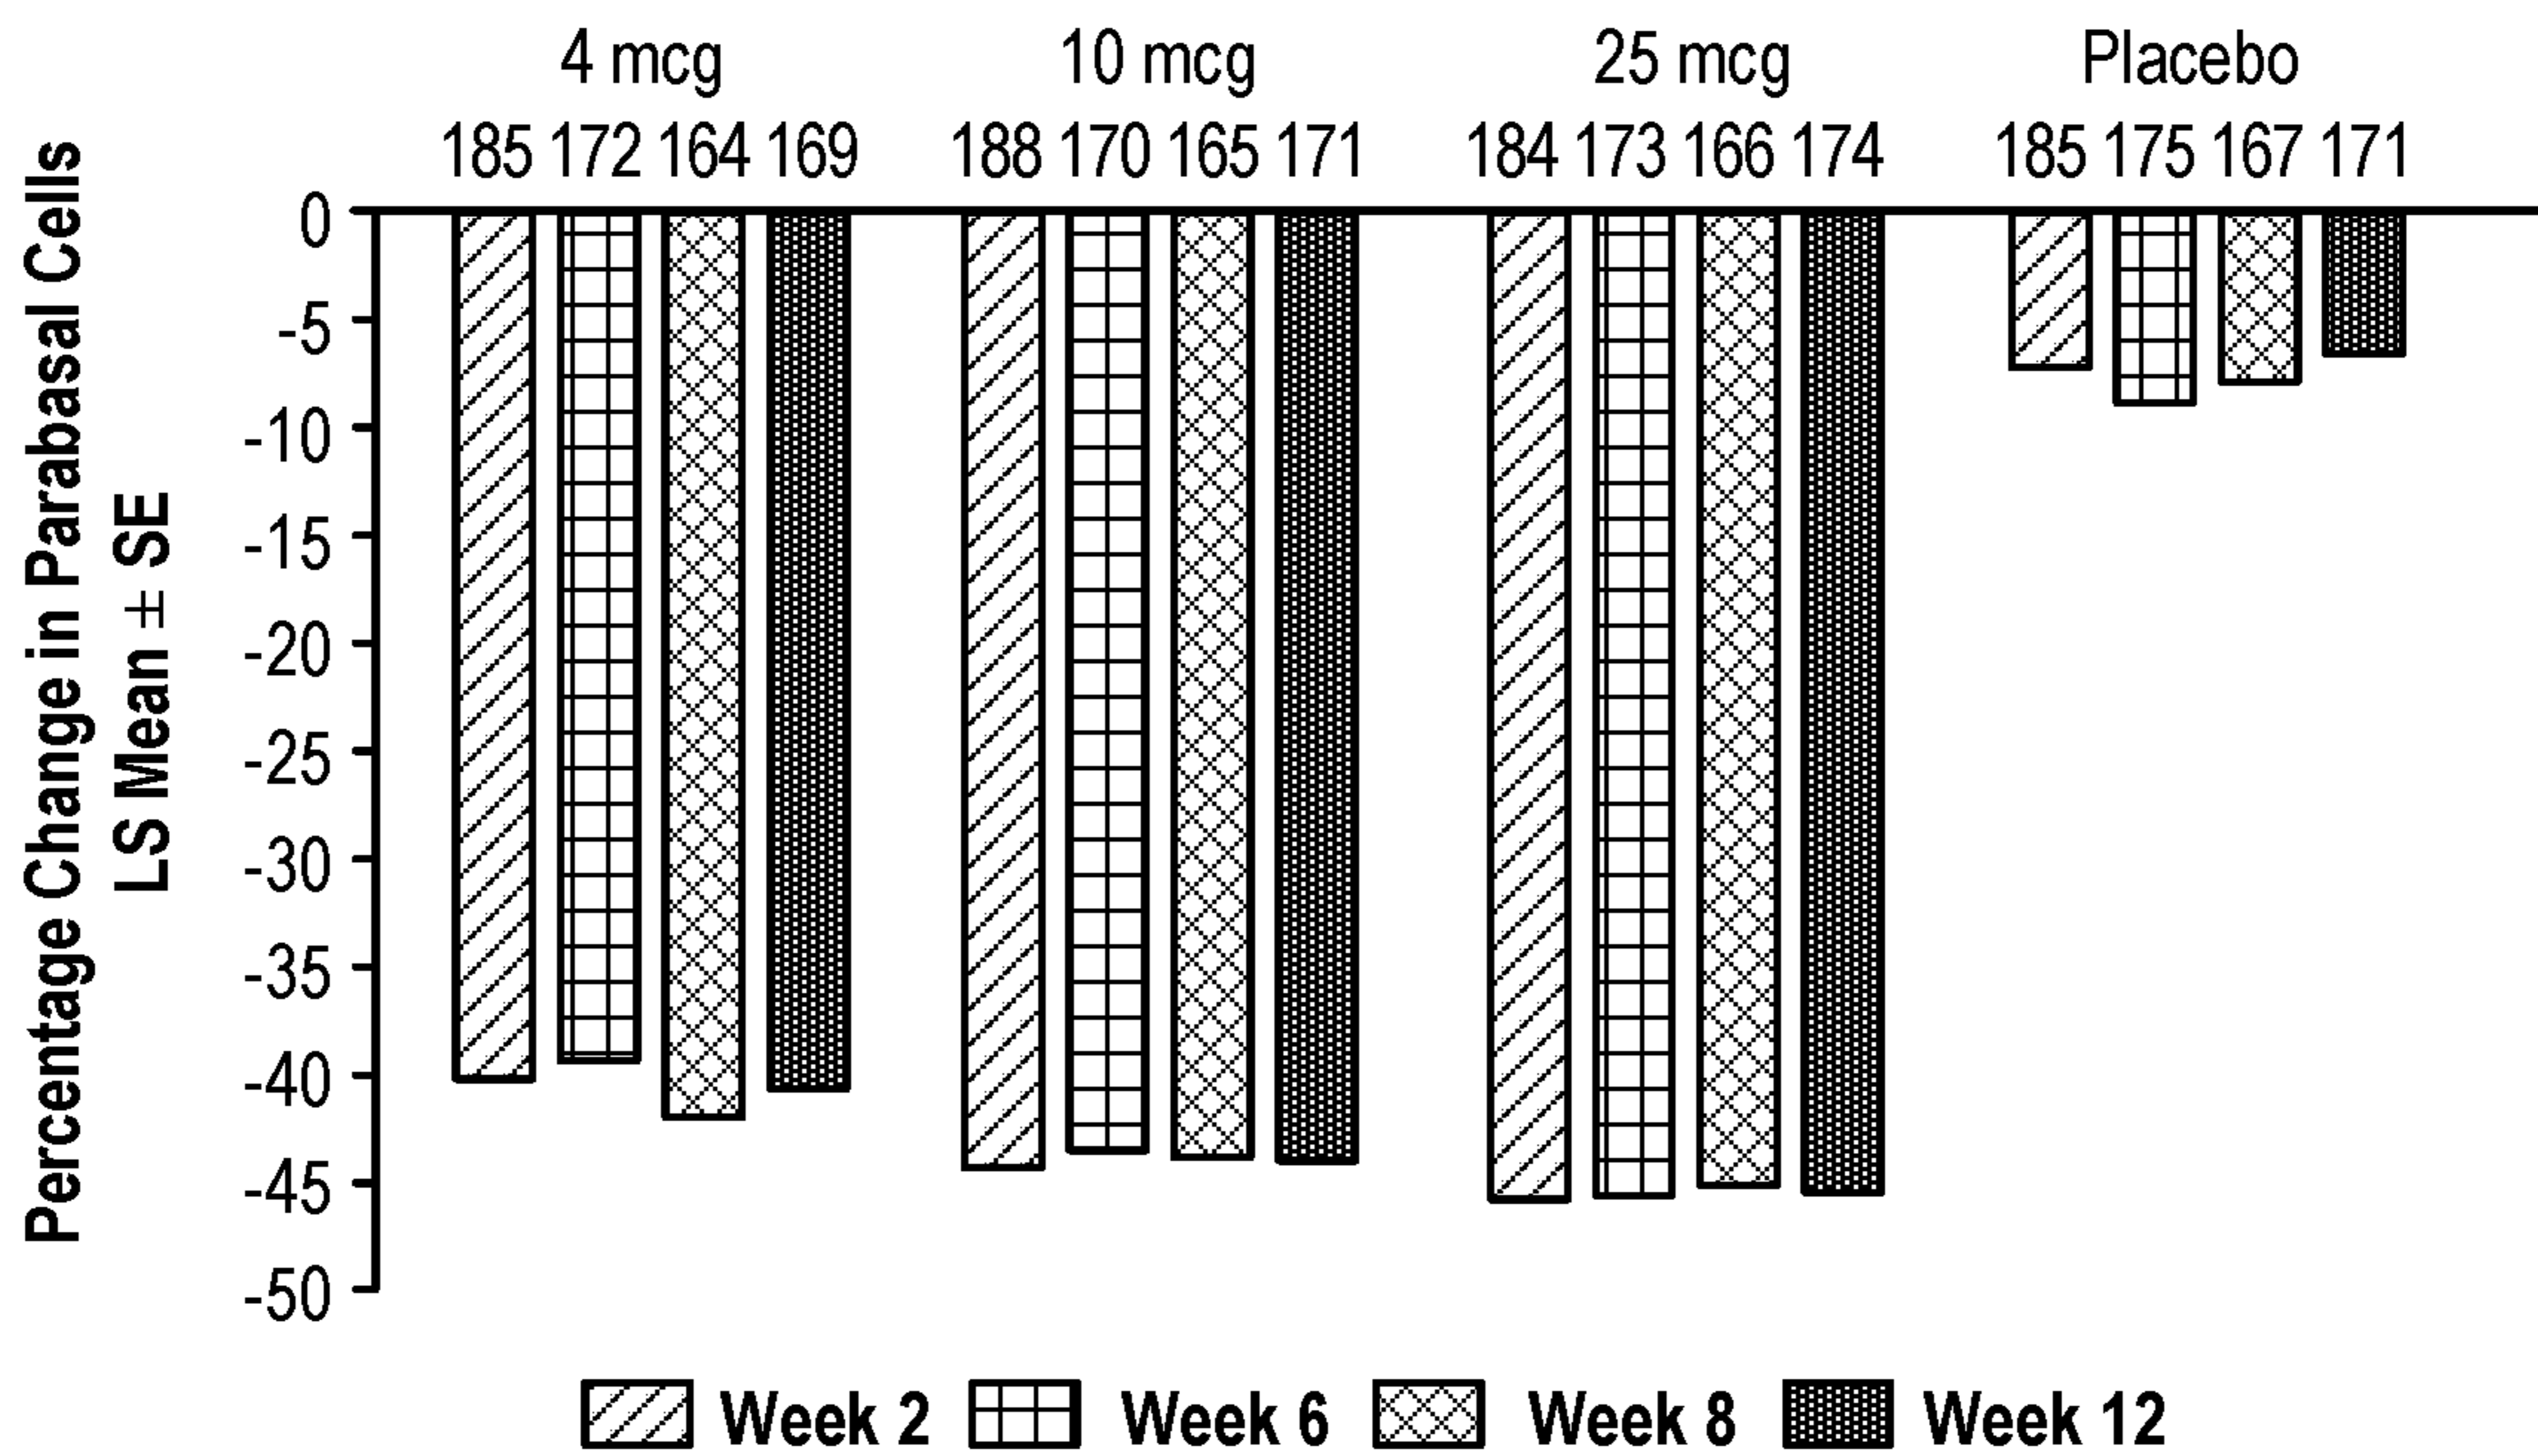 4 mcg 10 mcg 25 mcg Placebo
185 172 164 169 188 170 165 171 184 173 166 174 185 175 167 171
Percentage Change in Parabasal Cells
LS Mean ± SE
0
-5
-10
-15
-20
-25
-30
-35
-40
-45
-50
Week 2 Week 6 Week 8 Week 12